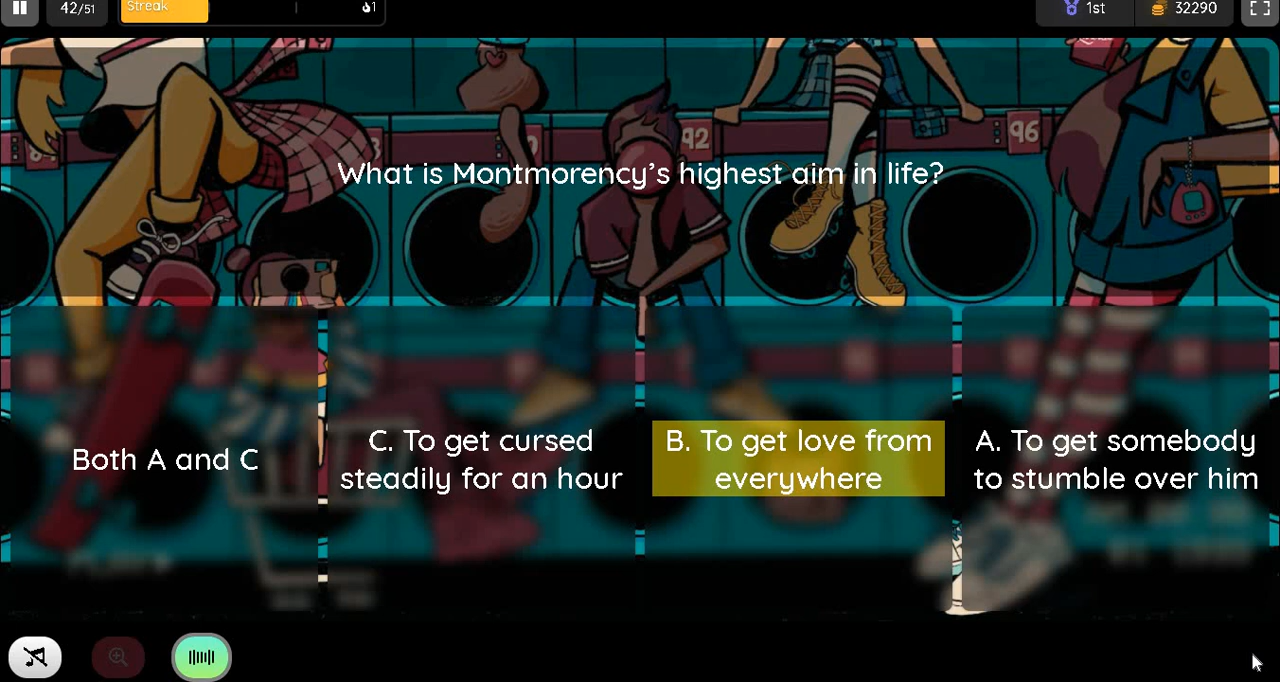 42/51
Streak
1
1st
32290
92
96
What is Montmorency's highest aim in life?
Both A and C
C. To get cursed
steadily for an hour
B. To get love from
everywhere
A. To get somebody
to stumble over him